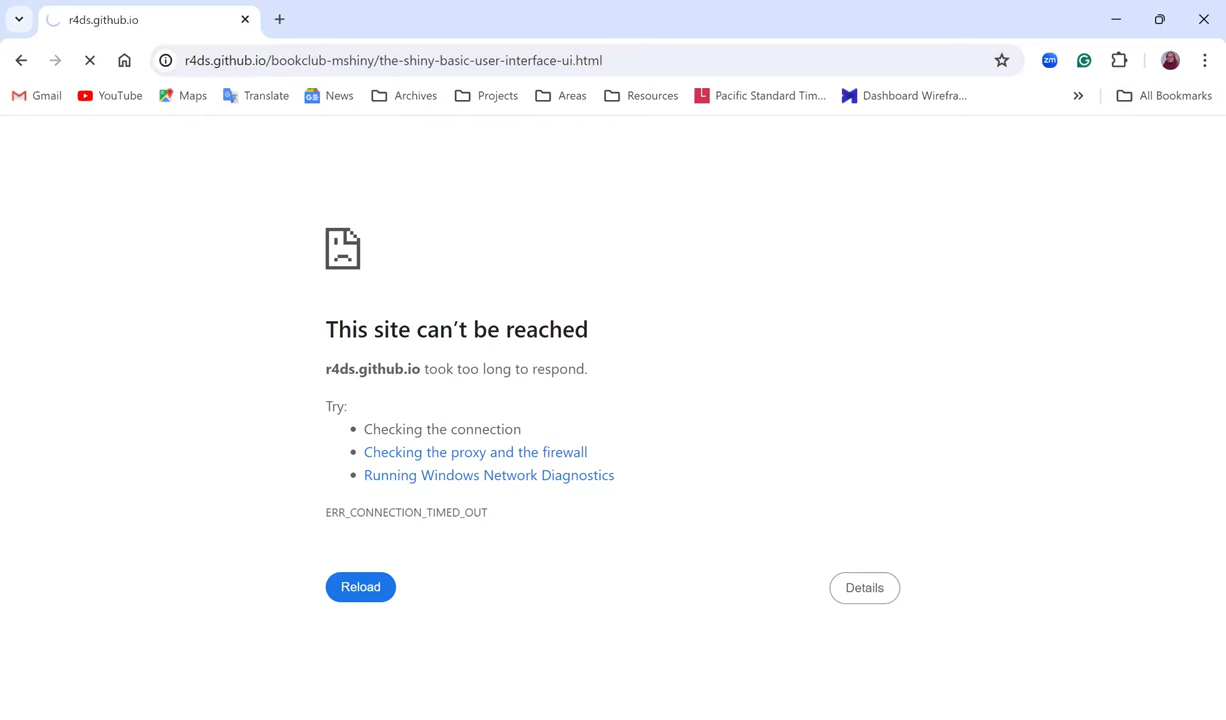 r4ds.github.io
r4ds.github.io/bookclub-mshiny/the-shiny-basic-user-interface-ui.html
zm
Gmail YouTube Maps Translate News Archives Projects Areas Resources Pacific Standard Tim... Dashboard Wirefra... All Bookmarks
This site can't be reached
r4ds.github.io took too long to respond.
Try:
• Checking the connection
• Checking the proxy and the firewall
• Running Windows Network Diagnostics
ERR_CONNECTION_TIMED_OUT
Reload Details